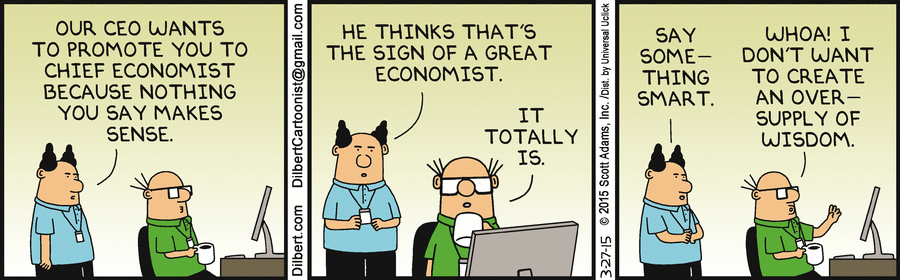 OUR CEO WANTS
TO PROMOTE YOU TO
CHIEF ECONOMIST
BECAUSE NOTHING
YOU SAY MAKES
SENSE.
Dilbert.com DilbertCartoonist@gmail.com
HE THINKS THAT'S
THE SIGN OF A GREAT
ECONOMIST.
IT
TOTALLY
IS.
3-27-15 © 2015 Scott Adams, Inc. /Dist. by Universal Uclick
SAY
SOME-
THING
SMART.
WHOA! I
DON'T WANT
TO CREATE
AN OVER-
SUPPLY OF
WISDOM.